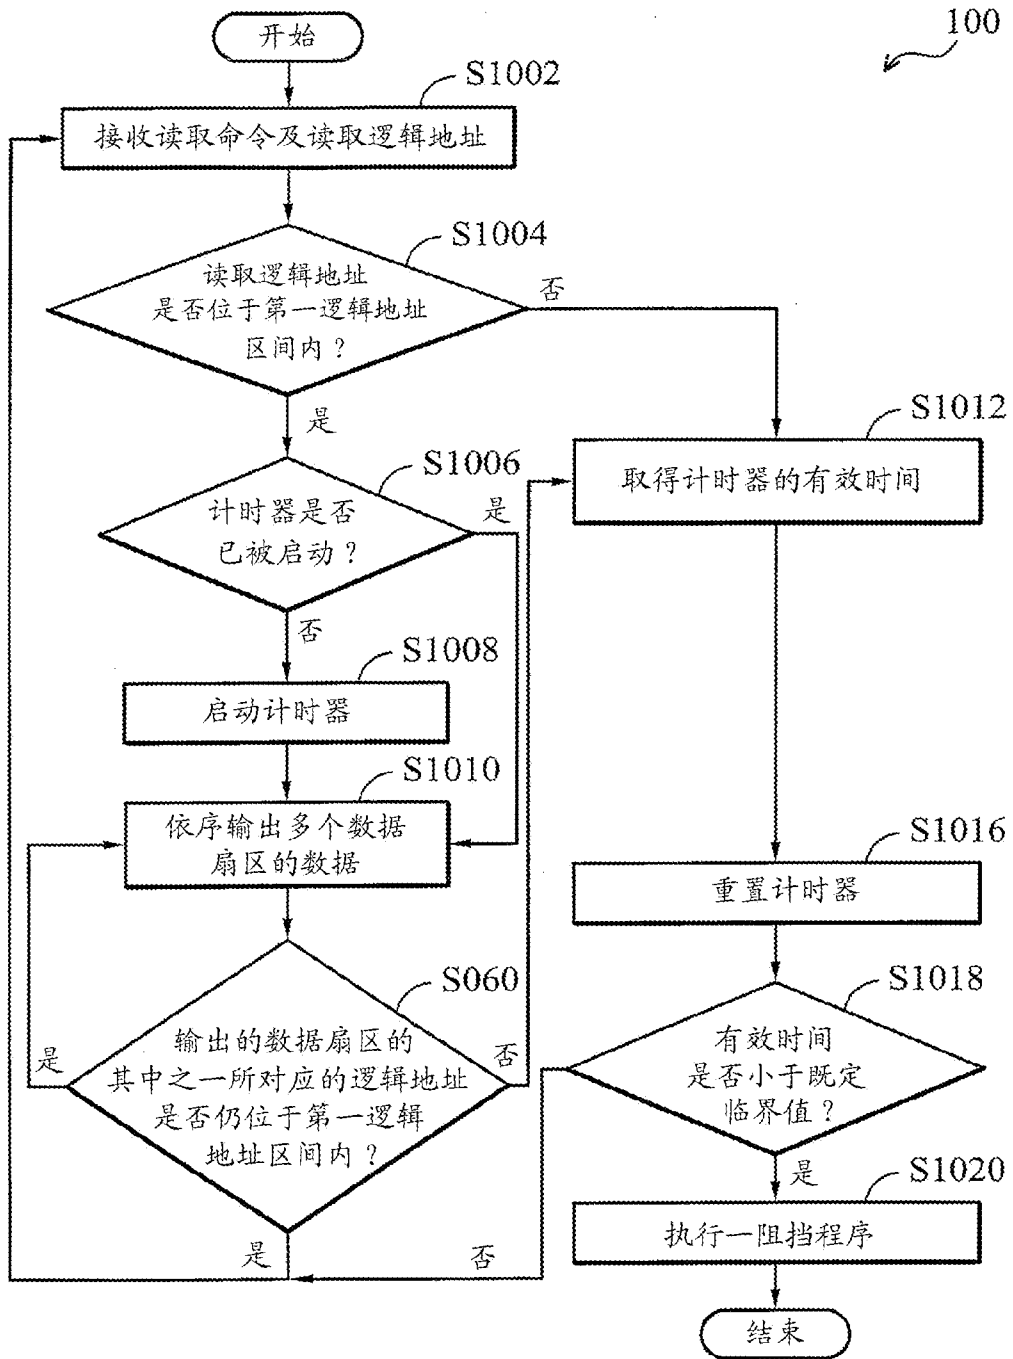 100
开始
S1002
接收读取命令及读取逻辑地址
S1004
读取逻辑地址
是否位于第一逻辑地址
区间内？
否
是
S1012
取得计时器的有效时间
S1006
计时器是否
已被启动？
是
否
S1008
启动计时器
S1010
依序输出多个数据
扇区的数据
S1016
重置计时器
S060
输出的数据扇区的
其中之一所对应的逻辑地址
是否仍位于第一逻辑
地址区间内？
是
否
是
S1018
有效时间
是否小于既定
临界值？
否
是
S1020
执行一阻挡程序
结束